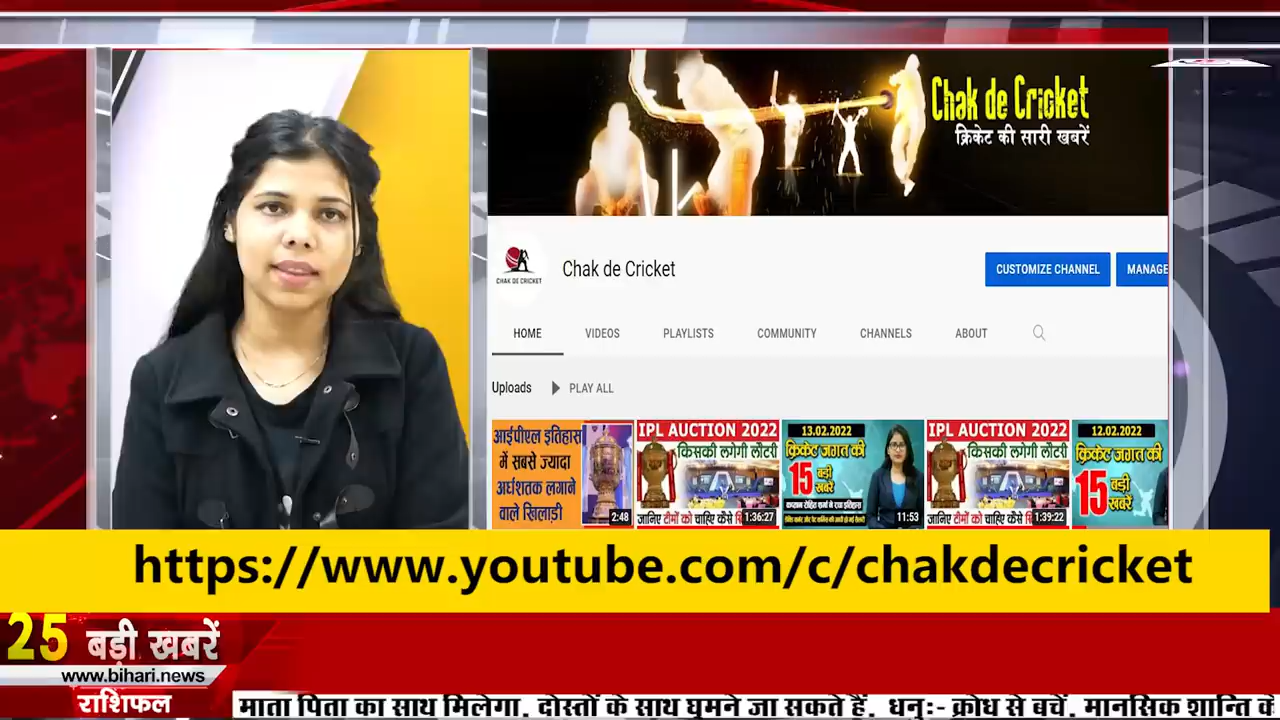 Chak de Cricket
क्रिकेट की सारी खबरें
CHAK DE CRICKET
Chak de Cricket
CUSTOMIZE CHANNEL
MANAGE
HOME
VIDEOS
PLAYLISTS
COMMUNITY
CHANNELS
ABOUT
Uploads
PLAY ALL
आईपीएल इतिहास
में सबसे ज्यादा
अर्धशतक लगाने
वाले खिलाड़ी
2:48
IPL AUCTION 2022
किसकी लगेगी लौटरी
जानिए टीमों को चाहिए कैसे
1:36:27
13.02.2022
क्रिकेट जगत की
15 बड़ी
खबरें
11:53
IPL AUCTION 2022
किसकी लगेगी लौटरी
जानिए टीमों को चाहिए कैसे
1:39:22
12.02.2022
क्रिकेट जगत की
15 बड़ी
खबरें
https://www.youtube.com/c/chakdecricket
25 बड़ी खबरें
www.bihari.news
राशिफल
माता पिता का साथ मिलेगा. दोस्तों के साथ घुमने जा सकते हैं. धनु:- क्रोध से बचें. मानसिक शान्ति